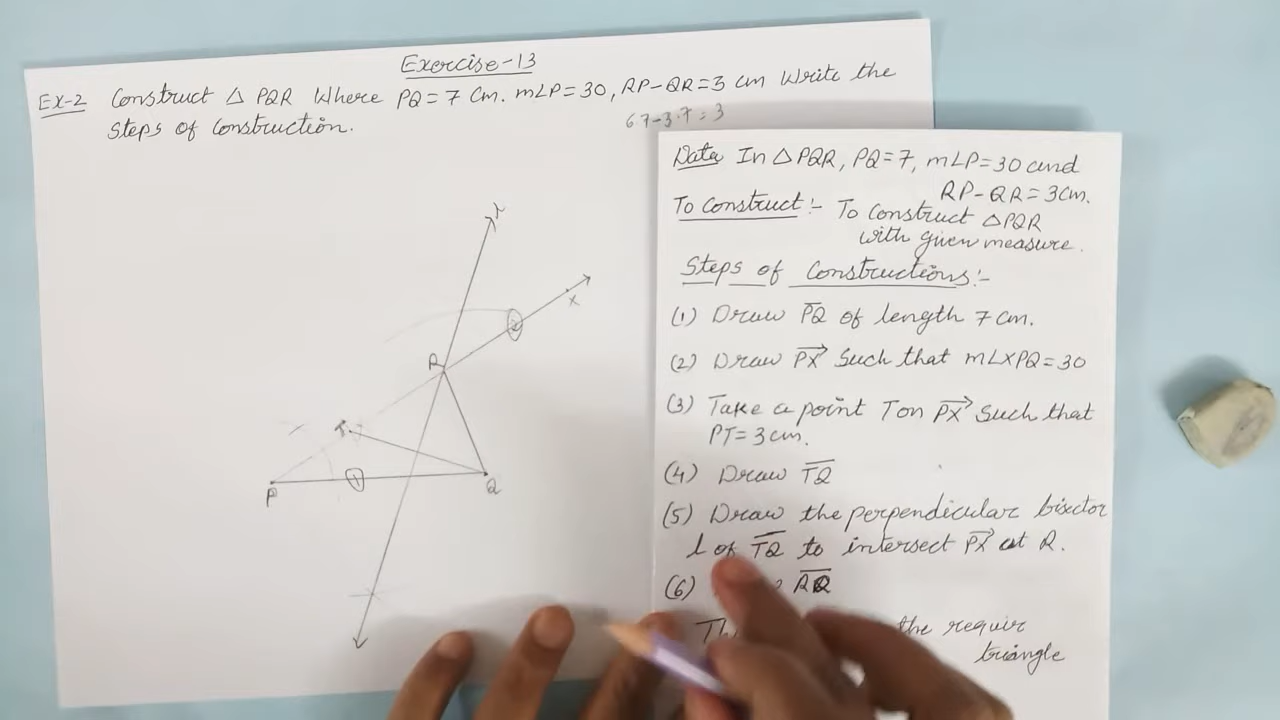 Exercise-13
Ex-2 Construct △ PQR Where PQ = 7 Cm. m∠P = 30, RP-QR = 3 cm Write the
Steps of Construction.
6 7-3.7 = 3
Data In △PQR, PQ = 7, m∠P = 30 and
RP-QR = 3cm.
To Construct :- To Construct △PQR
with given measure.
Steps of Constructions :-
(1) Draw P̅Q̅ of length 7 cm.
(2) Draw PX→ Such that m∠XPQ = 30
(3) Take a point T on PX→ Such that
PT = 3 cm.
(4) Draw T̅Q̅
(5) Draw the perpendicular bisector
l of T̅Q̅ to intersect PX→ at R.
(6) R̅Q̅
the requir
triangle
l
X
2
R
T
P
1
Q